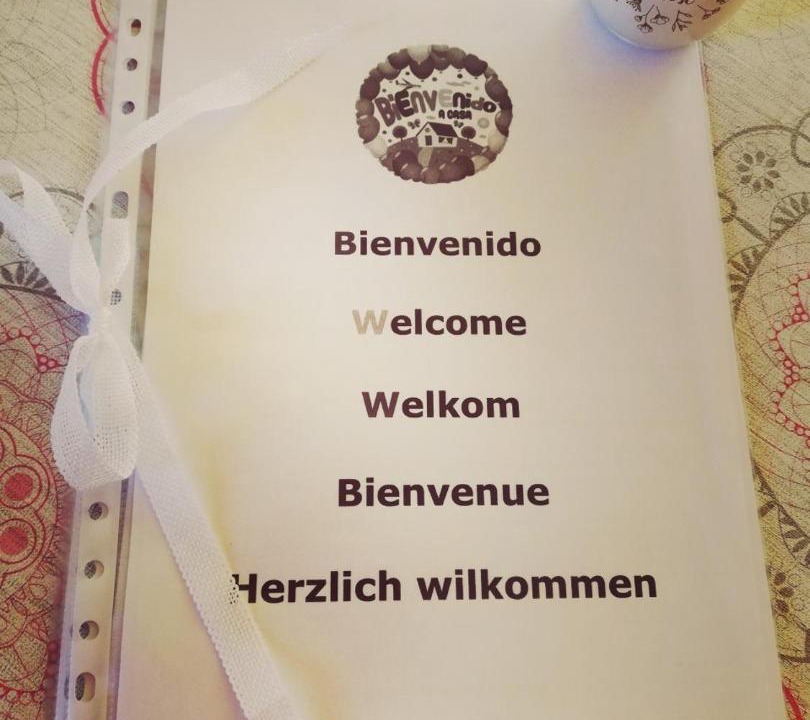 BiENVENido
A CASA
Bienvenido
Welcome
Welkom
Bienvenue
Herzlich wilkommen